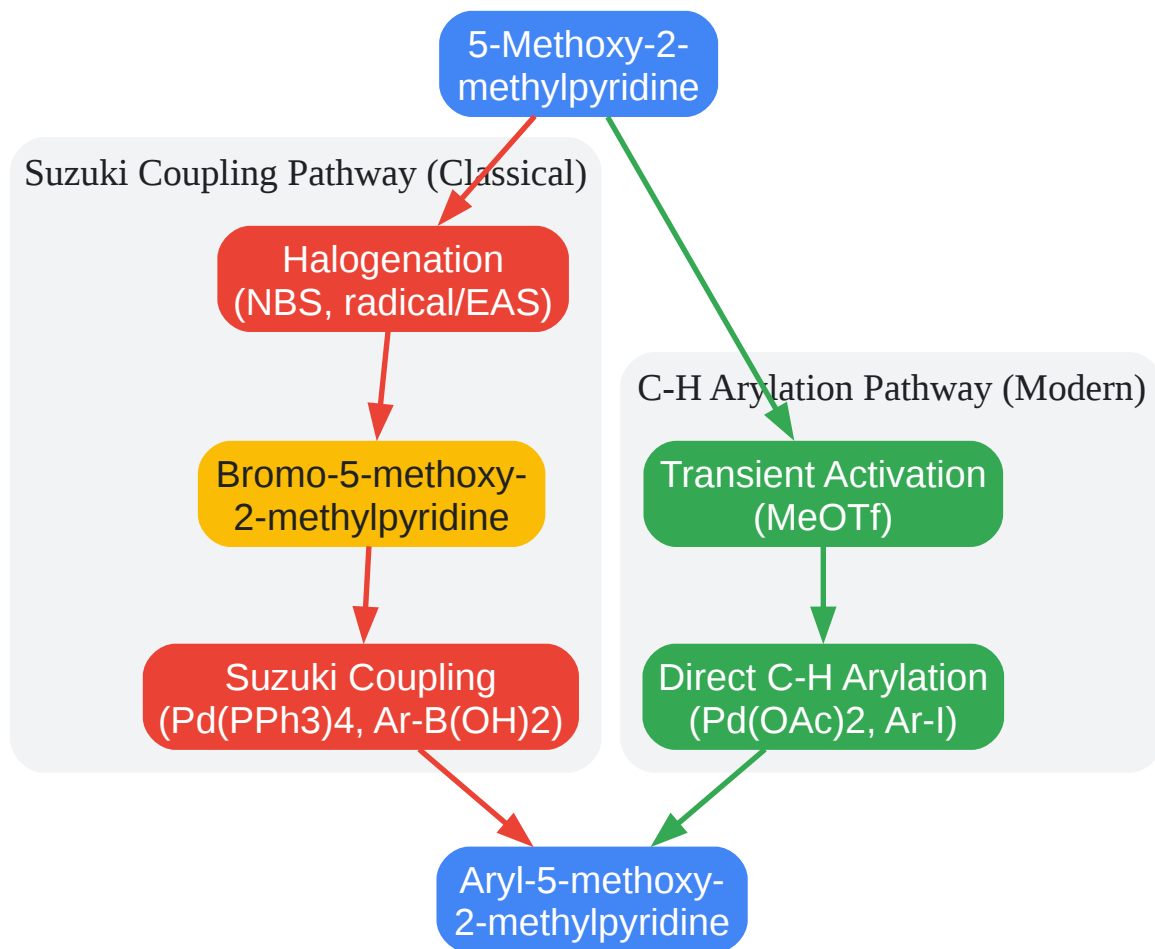 5-Methoxy-2-
methylpyridine
Suzuki Coupling Pathway (Classical)
Halogenation
(NBS, radical/EAS)
Bromo-5-methoxy-
2-methylpyridine
Suzuki Coupling
(Pd(PPh3)4, Ar-B(OH)2)
C-H Arylation Pathway (Modern)
Transient Activation
(MeOTf)
Direct C-H Arylation
(Pd(OAc)2, Ar-I)
Aryl-5-methoxy-
2-methylpyridine